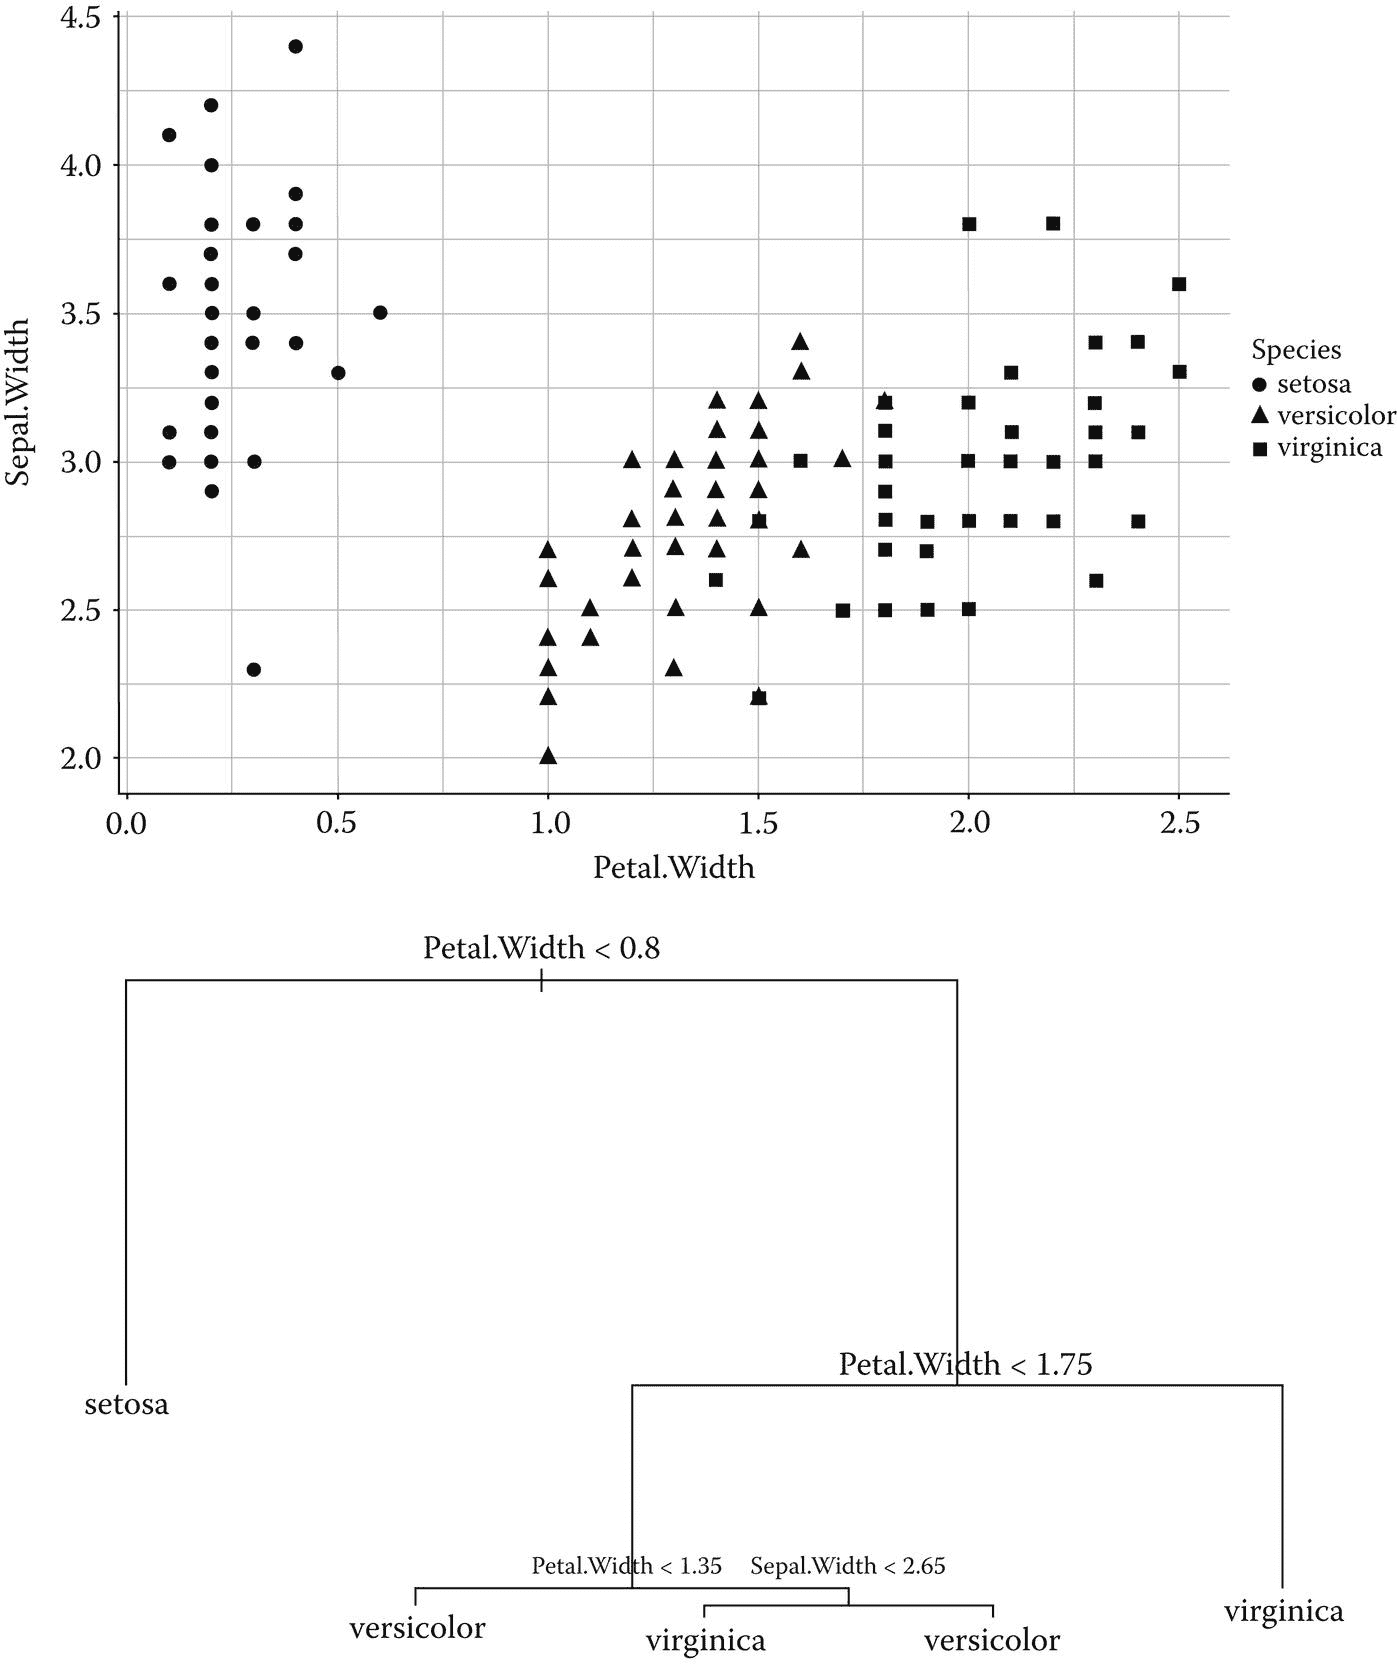 4.5
4.0
3.5
3.0
2.5
2.0
Sepal.Width
0.0 0.5 1.0 1.5 2.0 2.5
Petal.Width
Species
setosa
versicolor
virginica
Petal.Width < 0.8
Petal.Width < 1.75
setosa
Petal.Width < 1.35 Sepal.Width < 2.65
versicolor virginica versicolor virginica